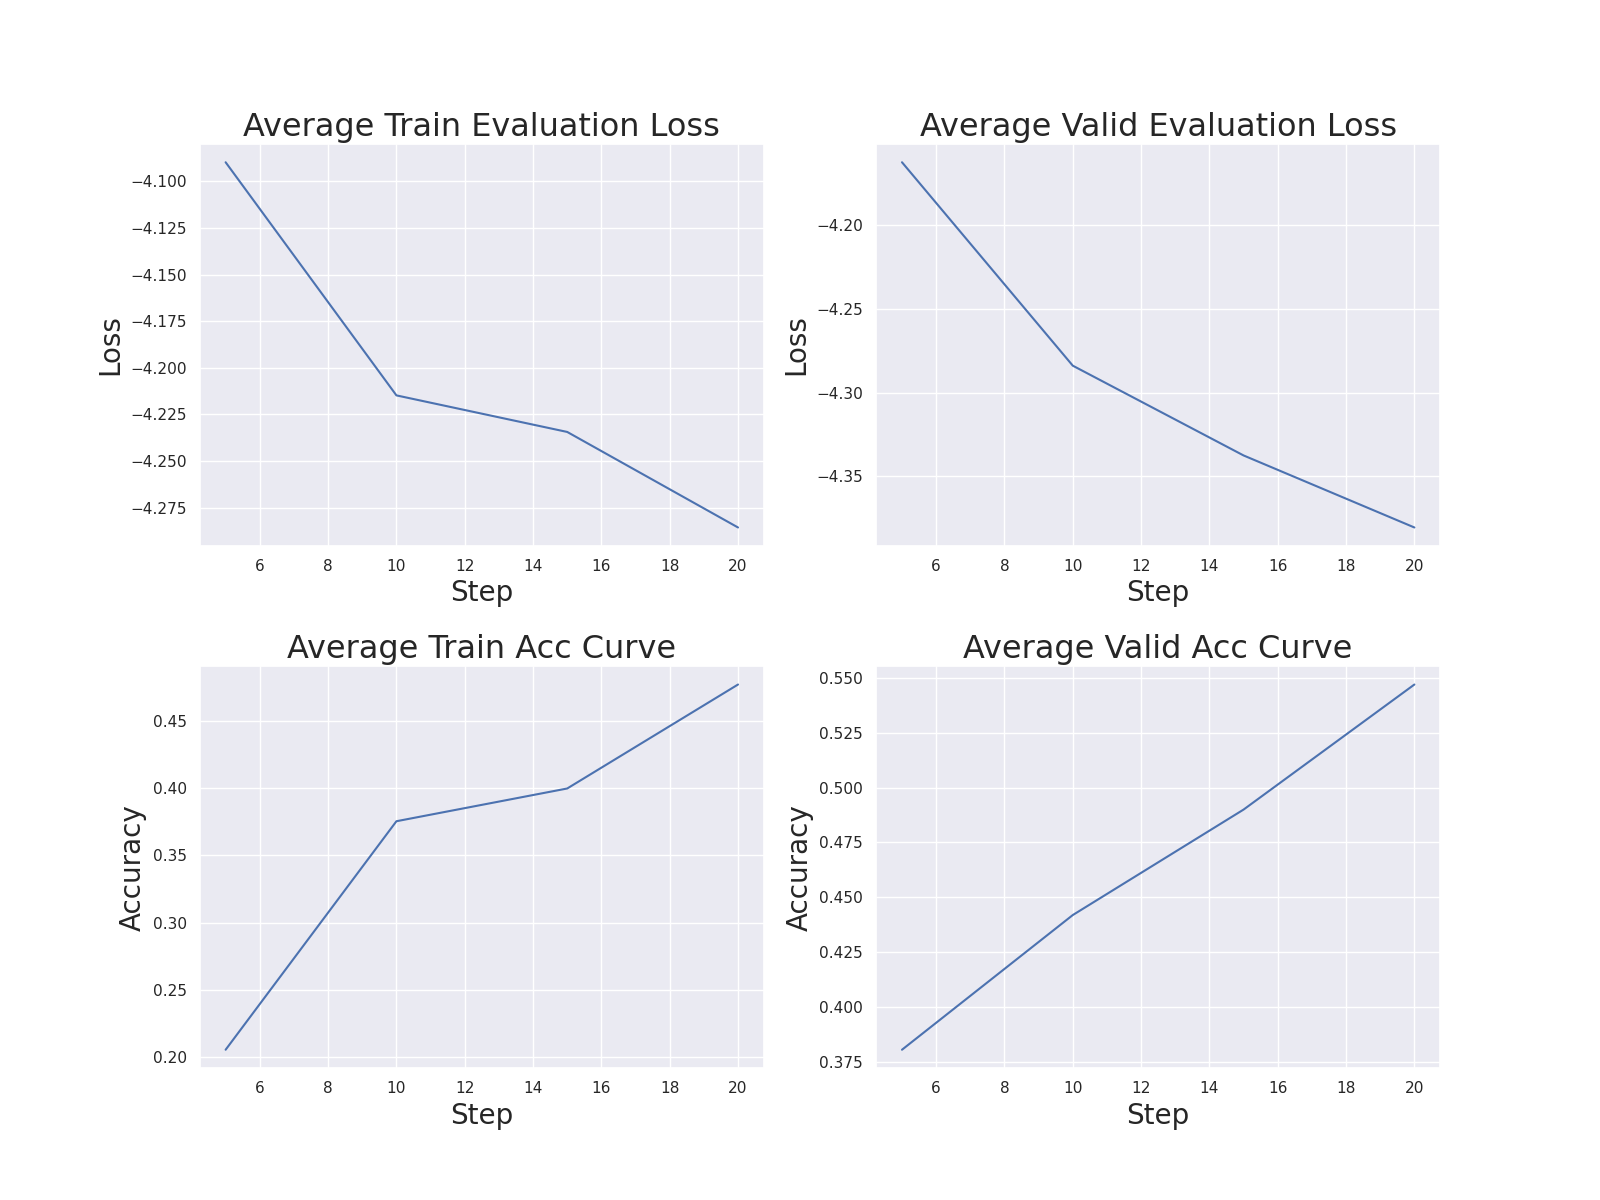 Average Train Evaluation Loss
Loss
−4.100
−4.125
−4.150
−4.175
−4.200
−4.225
−4.250
−4.275
6 8 10 12 14 16 18 20
Step
Average Valid Evaluation Loss
Loss
−4.20
−4.25
−4.30
−4.35
6 8 10 12 14 16 18 20
Step
Average Train Acc Curve
Accuracy
0.45
0.40
0.35
0.30
0.25
0.20
6 8 10 12 14 16 18 20
Step
Average Valid Acc Curve
Accuracy
0.550
0.525
0.500
0.475
0.450
0.425
0.400
0.375
6 8 10 12 14 16 18 20
Step